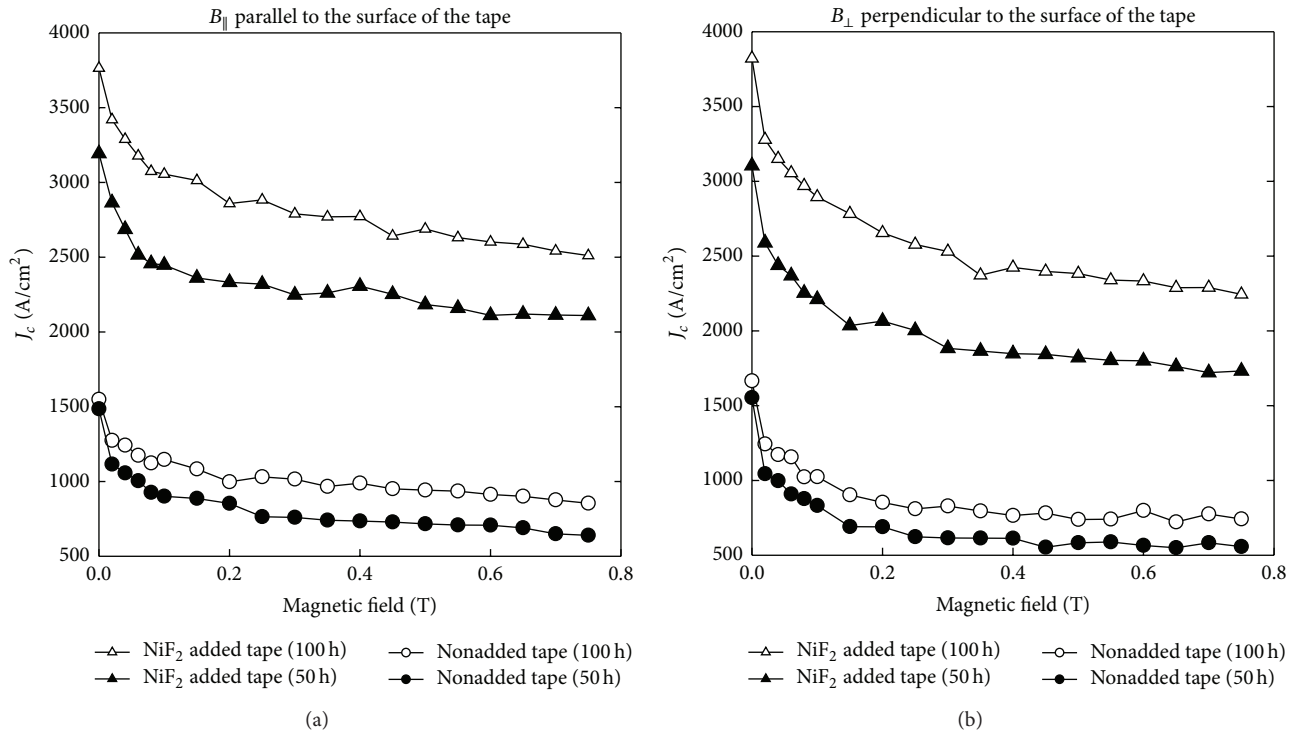 B∥ parallel to the surface of the tape
4000
3500
3000
2500
2000
1500
1000
500
J_c (A/cm²)
0.0 0.2 0.4 0.6 0.8
Magnetic field (T)
NiF₂ added tape (100 h)
NiF₂ added tape (50 h)
Nonadded tape (100 h)
Nonadded tape (50 h)
(a)
B⊥ perpendicular to the surface of the tape
4000
3500
3000
2500
2000
1500
1000
500
J_c (A/cm²)
0.0 0.2 0.4 0.6 0.8
Magnetic field (T)
NiF₂ added tape (100 h)
NiF₂ added tape (50 h)
Nonadded tape (100 h)
Nonadded tape (50 h)
(b)